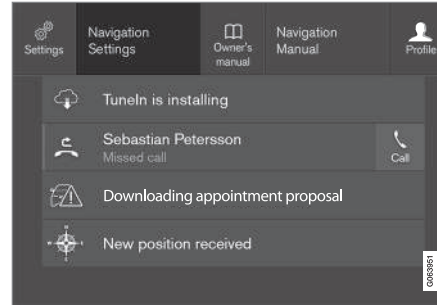 Settings
Navigation
Settings
Owner's
manual
Navigation
Manual
Profile
TuneIn is installing
Sebastian Petersson
Missed call
Call
Downloading appointment proposal
New position received
G063951